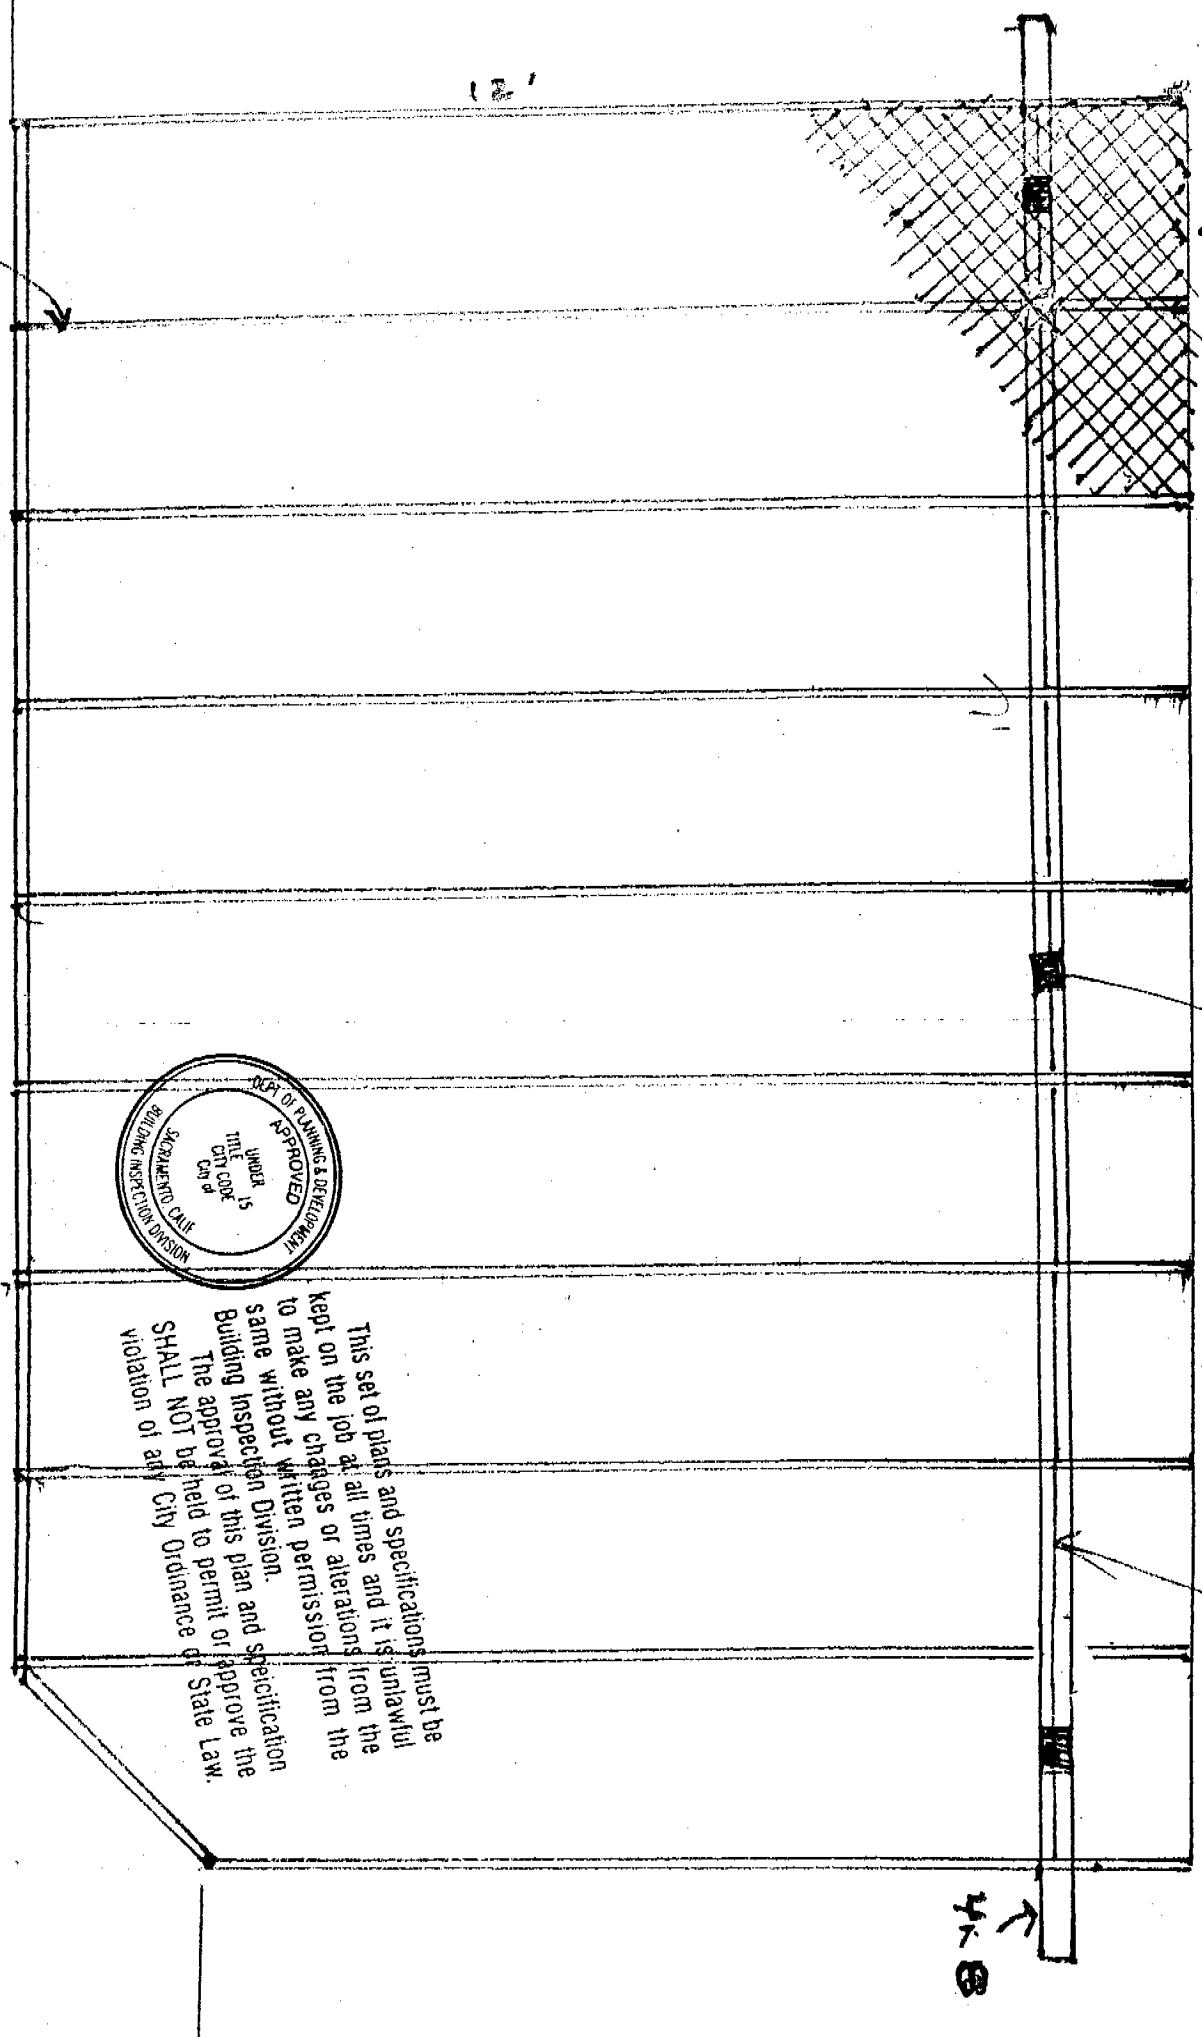 12'
DEPT OF PLANNING & DEVELOPMENT
APPROVED
UNDER
TITLE 15
CITY CODE
City of
SACRAMENTO, CALIF
BUILDING INSPECTION DIVISION
This set of plans and specifications must be
kept on the job at all times and it is unlawful
to make any changes or alterations from the
same without written permission from the
Building Inspection Division.
The approval of this plan and speicification
SHALL NOT be held to permit or approve the
violation of any City Ordinance or State Law.
4x8